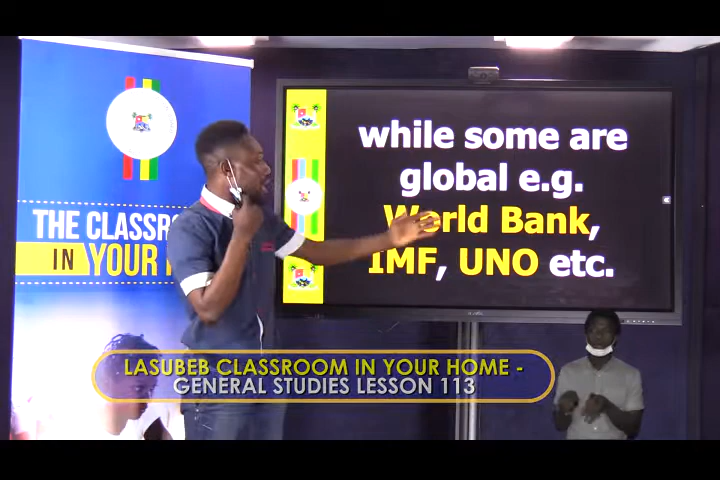 while some are
global e.g.
World Bank,
IMF, UNO etc.
THE CLASSR
IN YOUR
LASUBEB CLASSROOM IN YOUR HOME -
GENERAL STUDIES LESSON 113